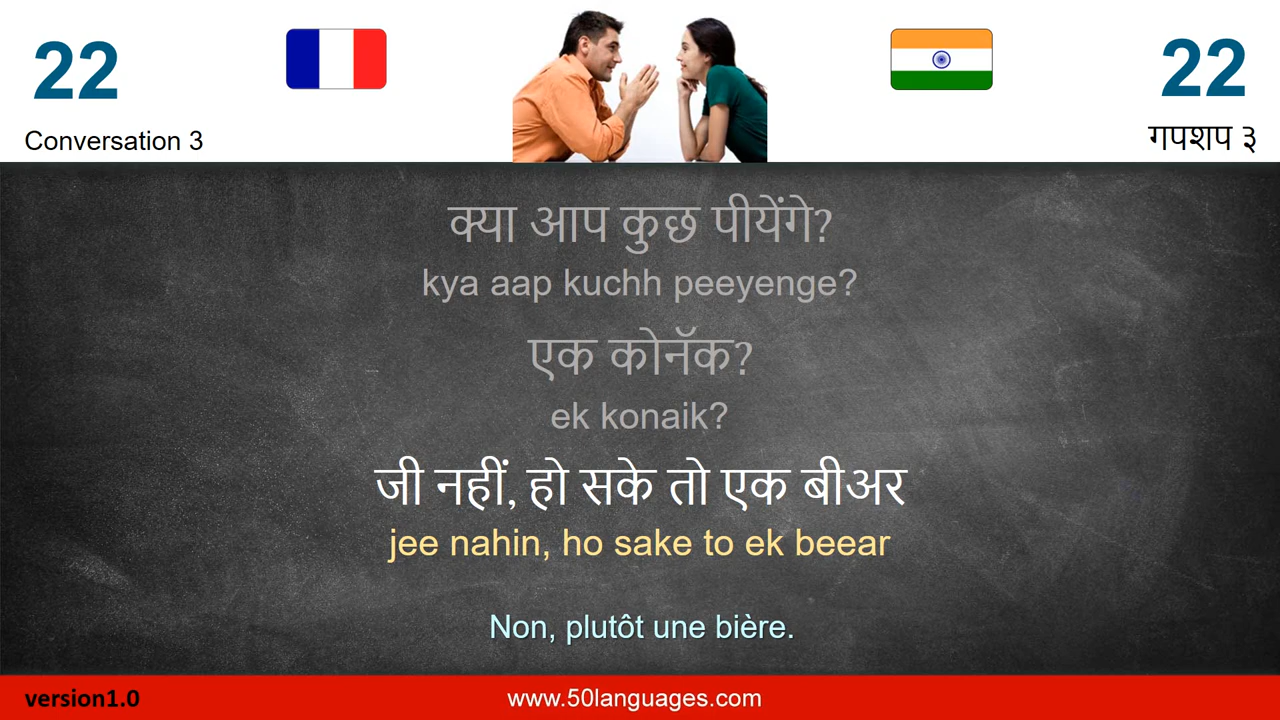 22
22
Conversation 3
गपशप ३
क्या आप कुछ पीयेंगे?
kya aap kuchh peeyenge?
एक कोनॅक?
ek konaik?
जी नहीं, हो सके तो एक बीअर
jee nahin, ho sake to ek beear
Non, plutôt une bière.
version1.0
www.50languages.com